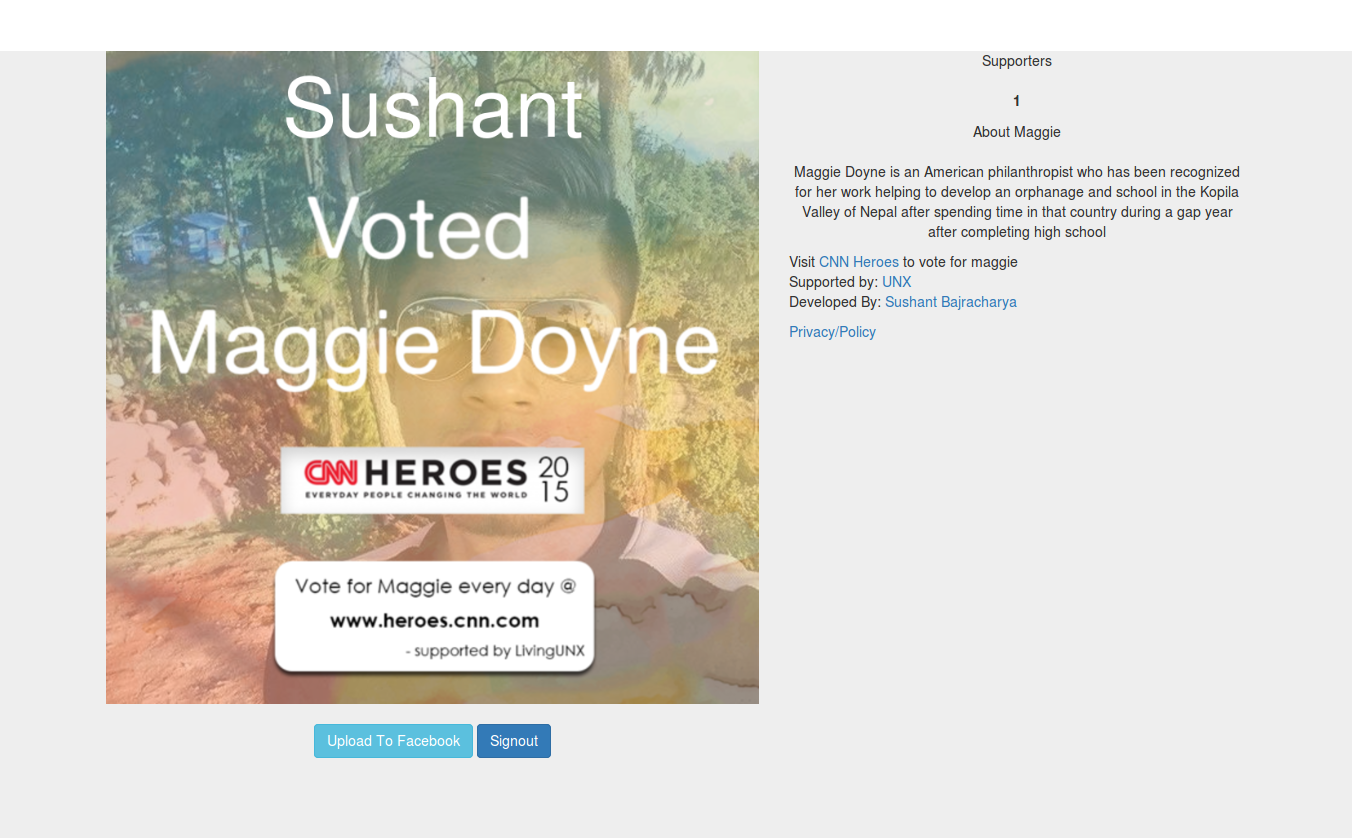 Sushant
Voted
Maggie Doyne
CNN HEROES 2015
EVERYDAY PEOPLE CHANGING THE WORLD
Vote for Maggie every day @
www.heroes.cnn.com
- supported by LivingUNX
Upload To Facebook
Signout
Supporters
1
About Maggie
Maggie Doyne is an American philanthropist who has been recognized
for her work helping to develop an orphanage and school in the Kopila
Valley of Nepal after spending time in that country during a gap year
after completing high school
Visit CNN Heroes to vote for maggie
Supported by: UNX
Developed By: Sushant Bajracharya
Privacy/Policy